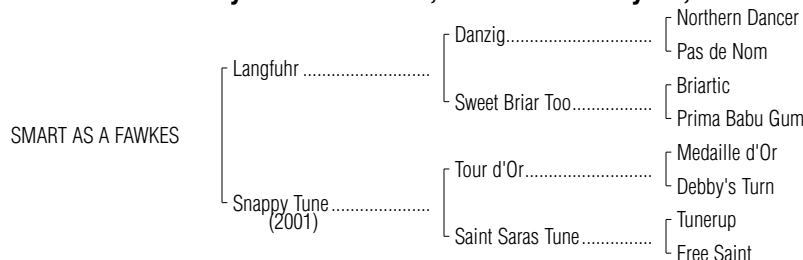 Northern Dancer
Danzig
Pas de Nom
Langfuhr
Briartic
Sweet Briar Too
Prima Babu Gum
SMART AS A FAWKES
Medaille d'Or
Tour d'Or
Debby's Turn
Snappy Tune
(2001)
Tunerup
Saint Saras Tune
Free Saint